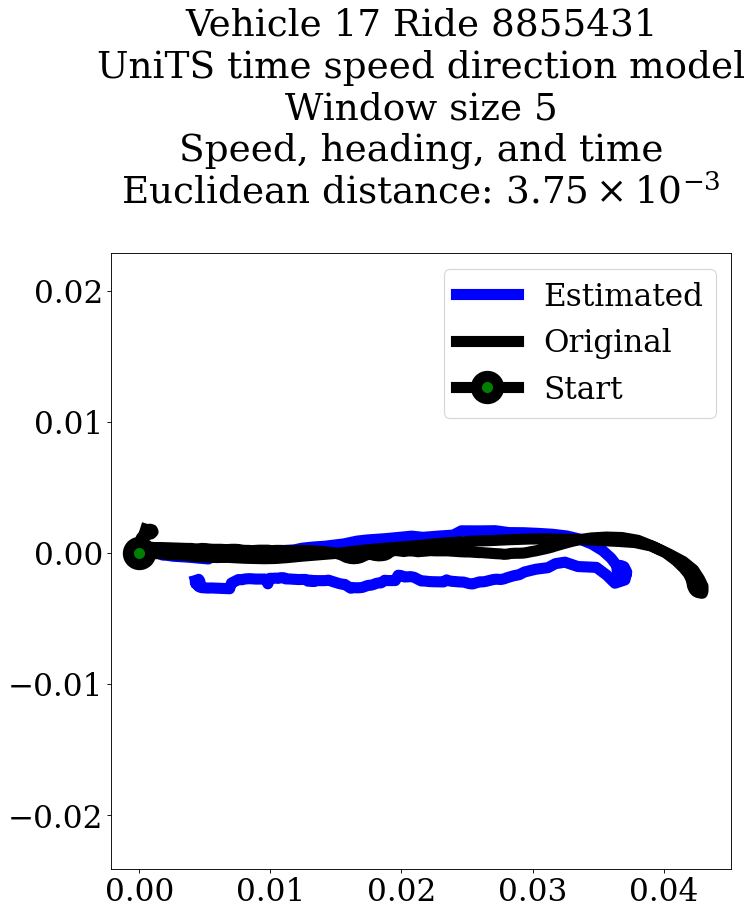 Vehicle 17 Ride 8855431
UniTS time speed direction model
Window size 5
Speed, heading, and time
Euclidean distance: 3.75 × 10⁻³
Estimated
Original
Start
0.02
0.01
0.00
−0.01
−0.02
0.00 0.01 0.02 0.03 0.04